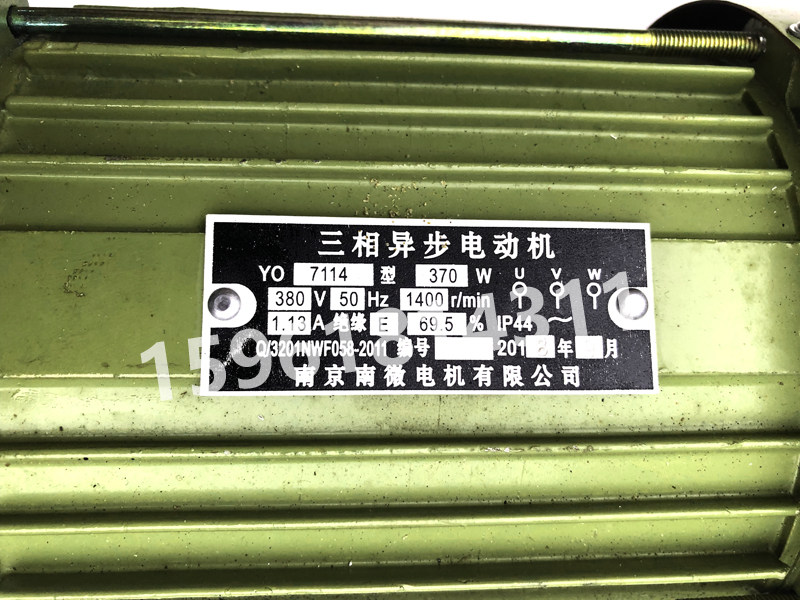 三相异步电动机
YO 7114 型 370 W U V W
380 V 50 Hz 1400 r/min
1.13 A 绝缘 E 69.5 % IP44 ～
Q/3201NWF058-2011 编号 201 年 月
南京南微电机有限公司